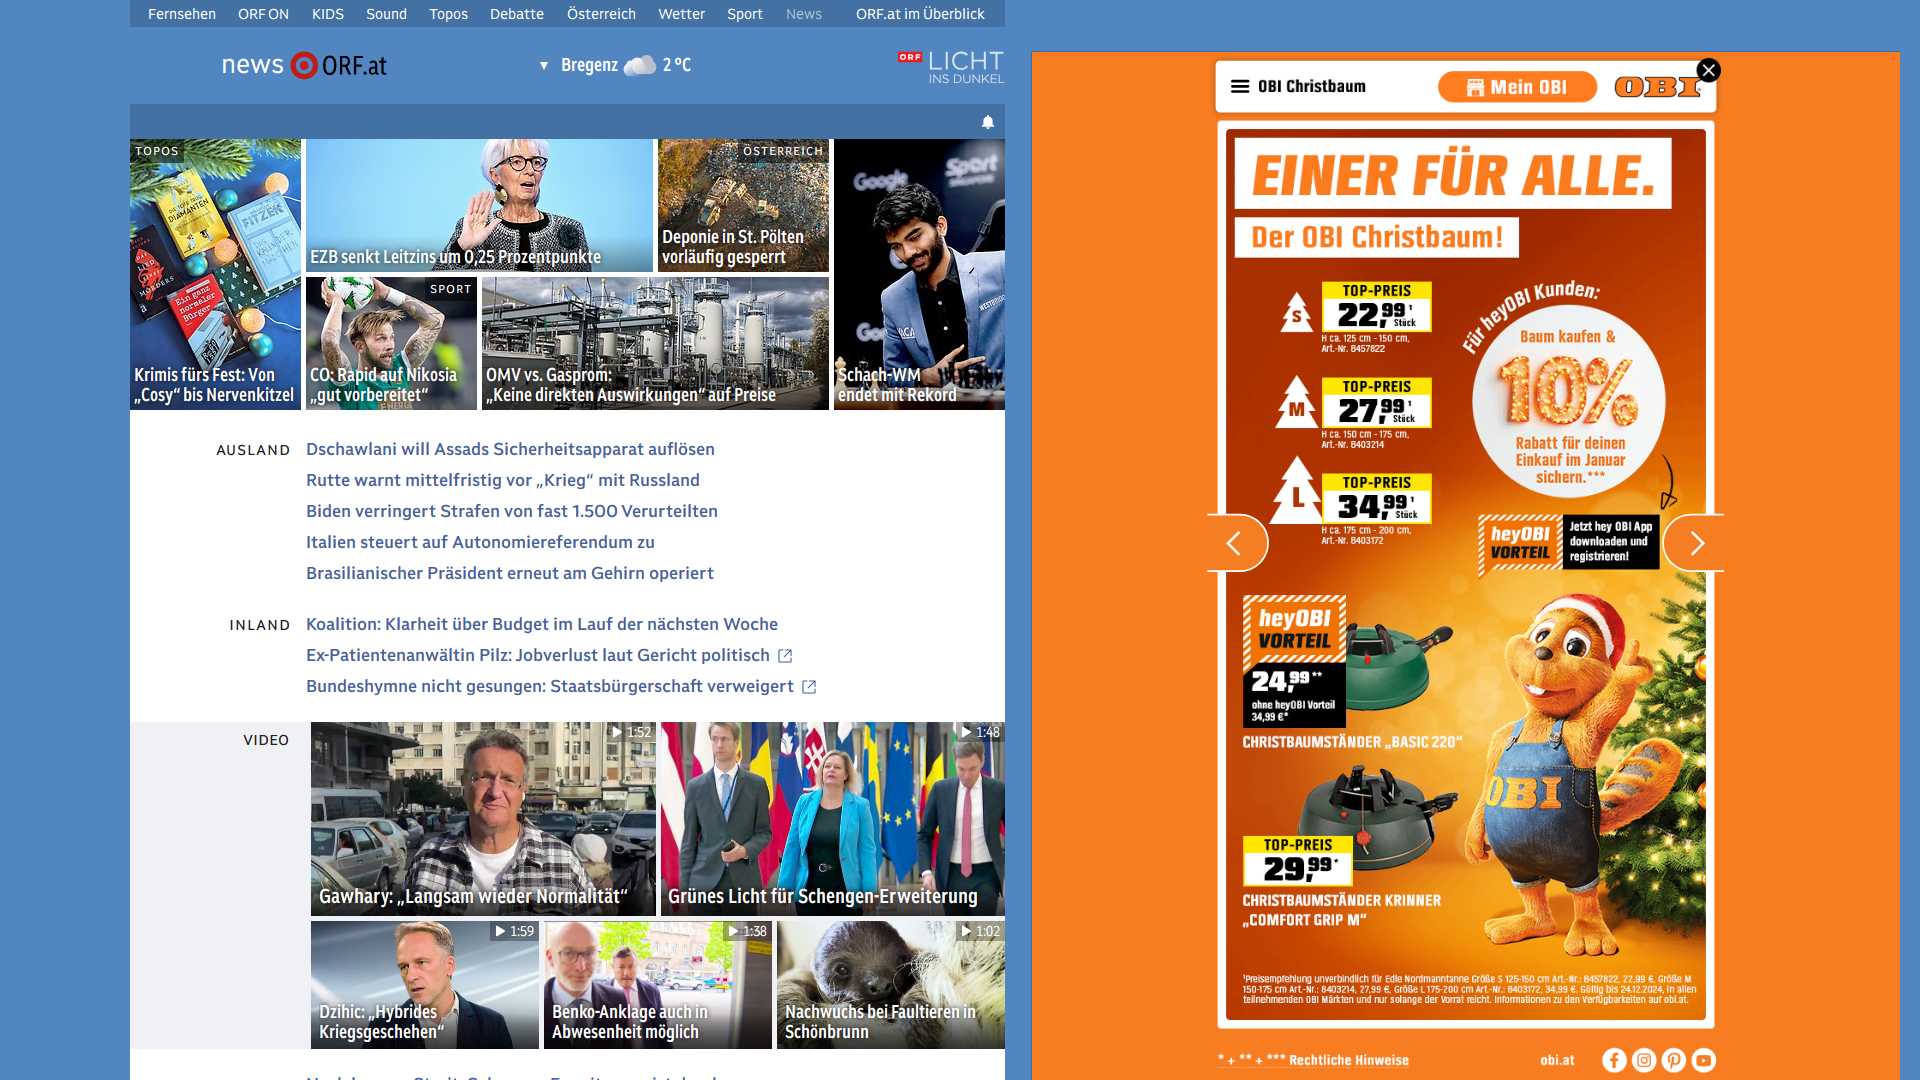 Fernsehen ORF ON KIDS Sound Topos Debatte Österreich Wetter Sport News ORF.at im Überblick
news ORF.at
Bregenz 2 °C
ORF LICHT
INS DUNKEL
TOPOS
Krimis fürs Fest: Von
„Cosy“ bis Nervenkitzel
EZB senkt Leitzins um 0,25 Prozentpunkte
ÖSTERREICH
Deponie in St. Pölten
vorläufig gesperrt
SPORT
CO: Rapid auf Nikosia
„gut vorbereitet“
OMV vs. Gasprom:
„Keine direkten Auswirkungen“ auf Preise
Google
Sport
Schach-WM
endet mit Rekord
AUSLAND
Dschawlani will Assads Sicherheitsapparat auflösen
Rutte warnt mittelfristig vor „Krieg“ mit Russland
Biden verringert Strafen von fast 1.500 Verurteilten
Italien steuert auf Autonomiereferendum zu
Brasilianischer Präsident erneut am Gehirn operiert
INLAND
Koalition: Klarheit über Budget im Lauf der nächsten Woche
Ex-Patientenanwältin Pilz: Jobverlust laut Gericht politisch
Bundeshymne nicht gesungen: Staatsbürgerschaft verweigert
VIDEO
1:52
Gawhary: „Langsam wieder Normalität“
1:48
Grünes Licht für Schengen-Erweiterung
1:59
Dzihic: „Hybrides
Kriegsgeschehen“
1:38
Benko-Anklage auch in
Abwesenheit möglich
1:02
Nachwuchs bei Faultieren in
Schönbrunn
OBI Christbaum
Mein OBI
OBI
EINER FÜR ALLE.
Der OBI Christbaum!
S
TOP-PREIS
22,99¹
Stück
H ca. 125 cm - 150 cm,
Art.-Nr. 8457822
M
TOP-PREIS
27,99¹
Stück
H ca. 150 cm - 175 cm,
Art.-Nr. 8403214
L
TOP-PREIS
34,99¹
Stück
H ca. 175 cm - 200 cm,
Art.-Nr. 8403172
Für heyOBI Kunden:
Baum kaufen &
10%
Rabatt für deinen
Einkauf im Januar
sichern.***
heyOBI
VORTEIL
Jetzt hey OBI App
downloaden und
registrieren!
heyOBI
VORTEIL
24,99**
ohne heyOBI Vorteil
34,99 €*
CHRISTBAUMSTÄNDER „BASIC 220“
TOP-PREIS
29,99*
CHRISTBAUMSTÄNDER KRINNER
„COMFORT GRIP M“
OBI
¹Preisempfehlung unverbindlich für Edle Nordmanntanne Größe S 125-150 cm Art.-Nr.: 8457822, 22,99 €, Größe M
150-175 cm Art.-Nr.: 8403214, 27,99 €, Größe L 175-200 cm Art.-Nr.: 8403172, 34,99 €. Gültig bis 24.12.2024, in allen
teilnehmenden OBI Märkten und nur solange der Vorrat reicht. Informationen zu den Verfügbarkeiten auf obi.at.
* + ** + *** Rechtliche Hinweise
obi.at